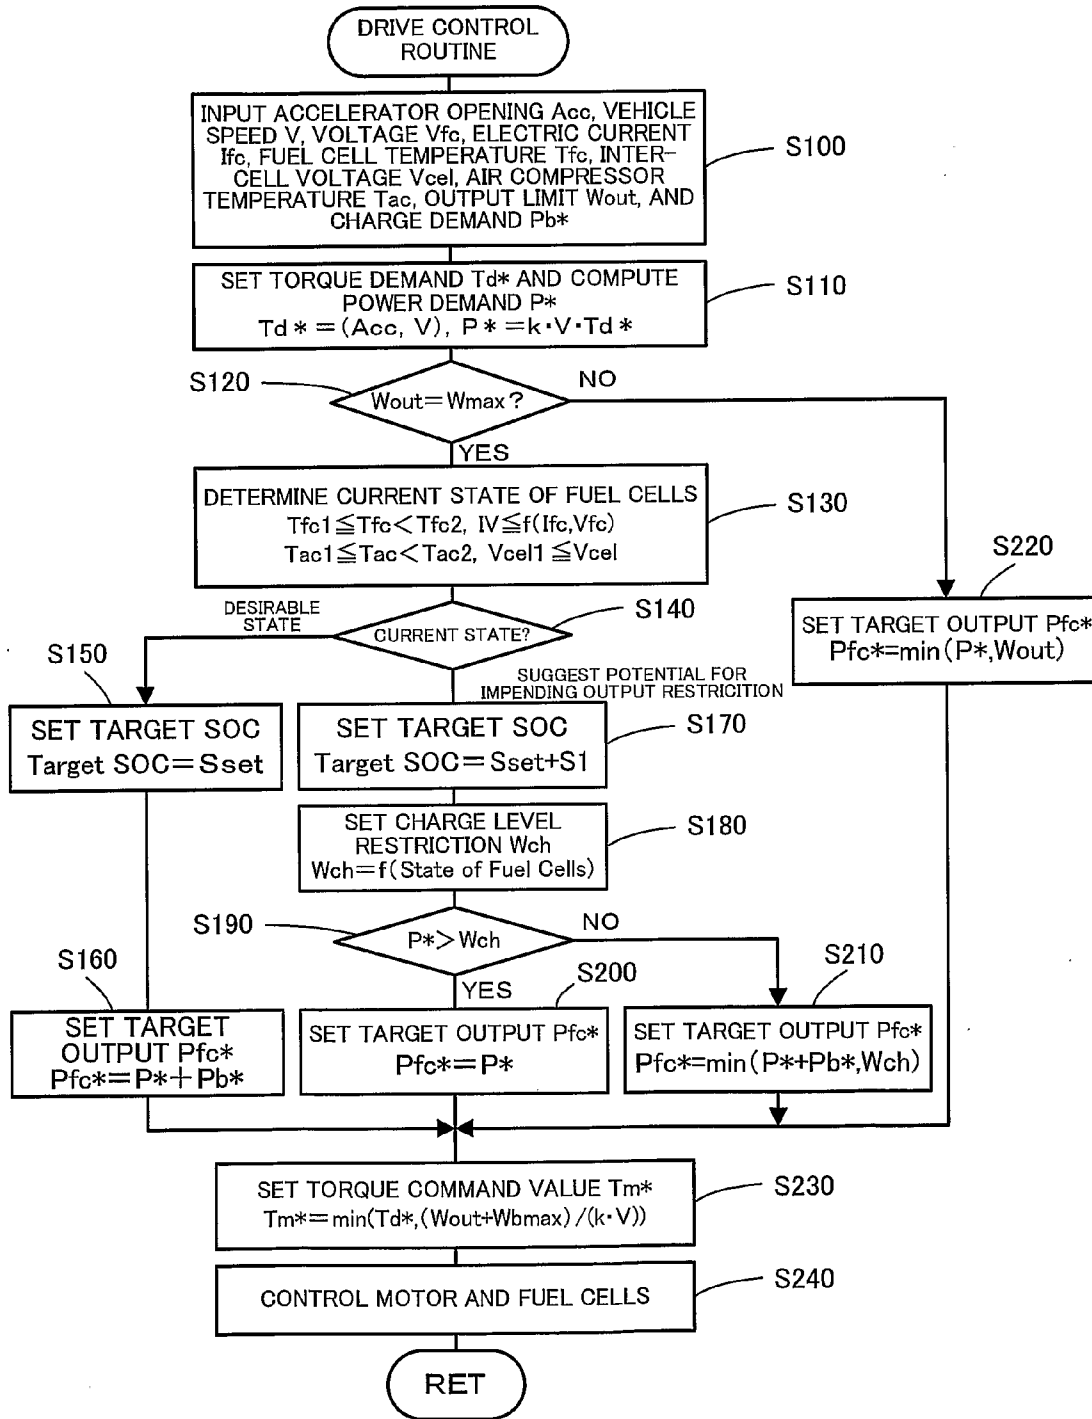 DRIVE CONTROL
ROUTINE
INPUT ACCELERATOR OPENING Acc, VEHICLE
SPEED V, VOLTAGE Vfc, ELECTRIC CURRENT
Ifc, FUEL CELL TEMPERATURE Tfc, INTER-
CELL VOLTAGE Vcel, AIR COMPRESSOR
TEMPERATURE Tac, OUTPUT LIMIT Wout, AND
CHARGE DEMAND Pb*
S100
SET TORQUE DEMAND Td* AND COMPUTE
POWER DEMAND P*
Td*=(Acc, V), P*=k·V·Td*
S110
S120
Wout=Wmax?
NO
YES
DETERMINE CURRENT STATE OF FUEL CELLS
Tfc1≦Tfc<Tfc2, IV≦f(Ifc,Vfc)
Tac1≦Tac<Tac2, Vcel1≦Vcel
S130
S220
SET TARGET OUTPUT Pfc*
Pfc*=min(P*,Wout)
DESIRABLE
STATE
S140
CURRENT STATE?
SUGGEST POTENTIAL FOR
IMPENDING OUTPUT RESTRICITION
S150
SET TARGET SOC
Target SOC=Sset
SET TARGET SOC
Target SOC=Sset+S1
S170
SET CHARGE LEVEL
RESTRICTION Wch
Wch=f(State of Fuel Cells)
S180
S190
P*>Wch
NO
YES
S160
SET TARGET
OUTPUT Pfc*
Pfc*=P*+Pb*
S200
SET TARGET OUTPUT Pfc*
Pfc*=P*
S210
SET TARGET OUTPUT Pfc*
Pfc*=min(P*+Pb*,Wch)
SET TORQUE COMMAND VALUE Tm*
Tm*=min(Td*,(Wout+Wbmax)/(k·V))
S230
CONTROL MOTOR AND FUEL CELLS
S240
RET